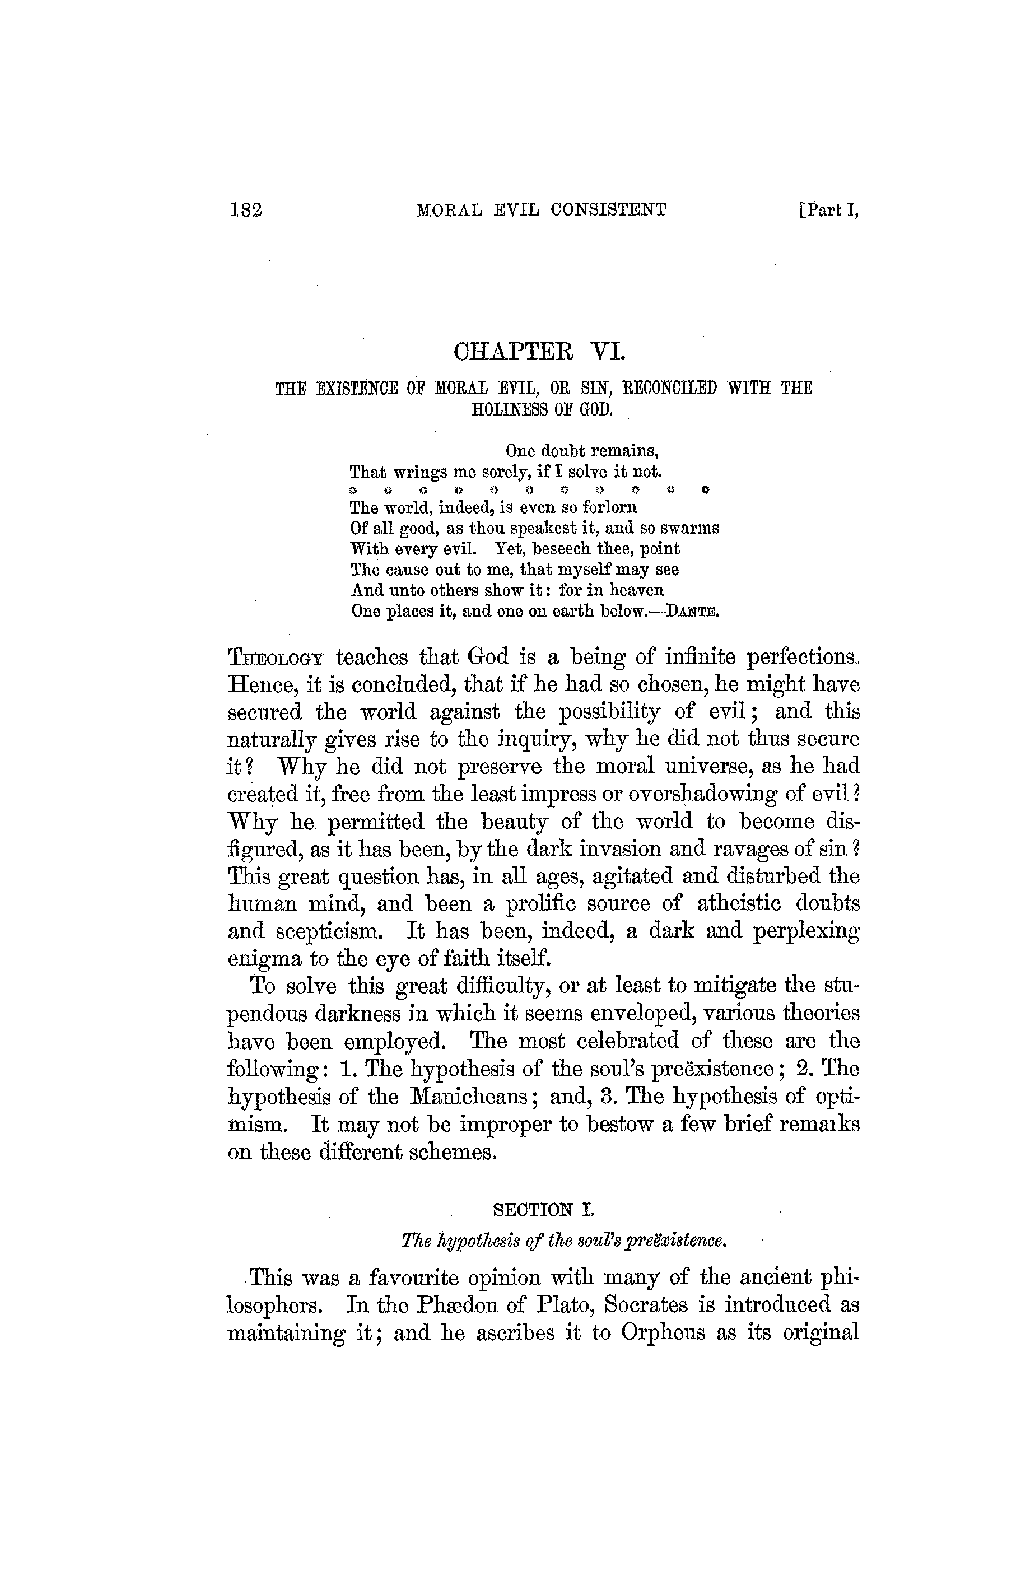 182 MORAL EVIL CONSISTENT [Part I,
CHAPTER VI.
THE EXISTENCE OF MORAL EVIL, OR SIN, RECONCILED WITH THE
HOLINESS OF GOD.
One doubt remains,
That wrings me sorely, if I solve it not.
* * * * * * * * * * *
The world, indeed, is even so forlorn
Of all good, as thou speakest it, and so swarms
With every evil. Yet, beseech thee, point
The cause out to me, that myself may see
And unto others show it: for in heaven
One places it, and one on earth below.—DANTE.
THEOLOGY teaches that God is a being of infinite perfections.
Hence, it is concluded, that if he had so chosen, he might have
secured the world against the possibility of evil; and this
naturally gives rise to the inquiry, why he did not thus secure
it? Why he did not preserve the moral universe, as he had
created it, free from the least impress or overshadowing of evil?
Why he permitted the beauty of the world to become dis-
figured, as it has been, by the dark invasion and ravages of sin?
This great question has, in all ages, agitated and disturbed the
human mind, and been a prolific source of atheistic doubts
and scepticism. It has been, indeed, a dark and perplexing
enigma to the eye of faith itself.
To solve this great difficulty, or at least to mitigate the stu-
pendous darkness in which it seems enveloped, various theories
have been employed. The most celebrated of these are the
following: 1. The hypothesis of the soul's preëxistence; 2. The
hypothesis of the Manicheans; and, 3. The hypothesis of opti-
mism. It may not be improper to bestow a few brief remarks
on these different schemes.
SECTION I.
The hypothesis of the soul's preëxistence.
This was a favourite opinion with many of the ancient phi-
losophers. In the Phædon of Plato, Socrates is introduced as
maintaining it; and he ascribes it to Orpheus as its original